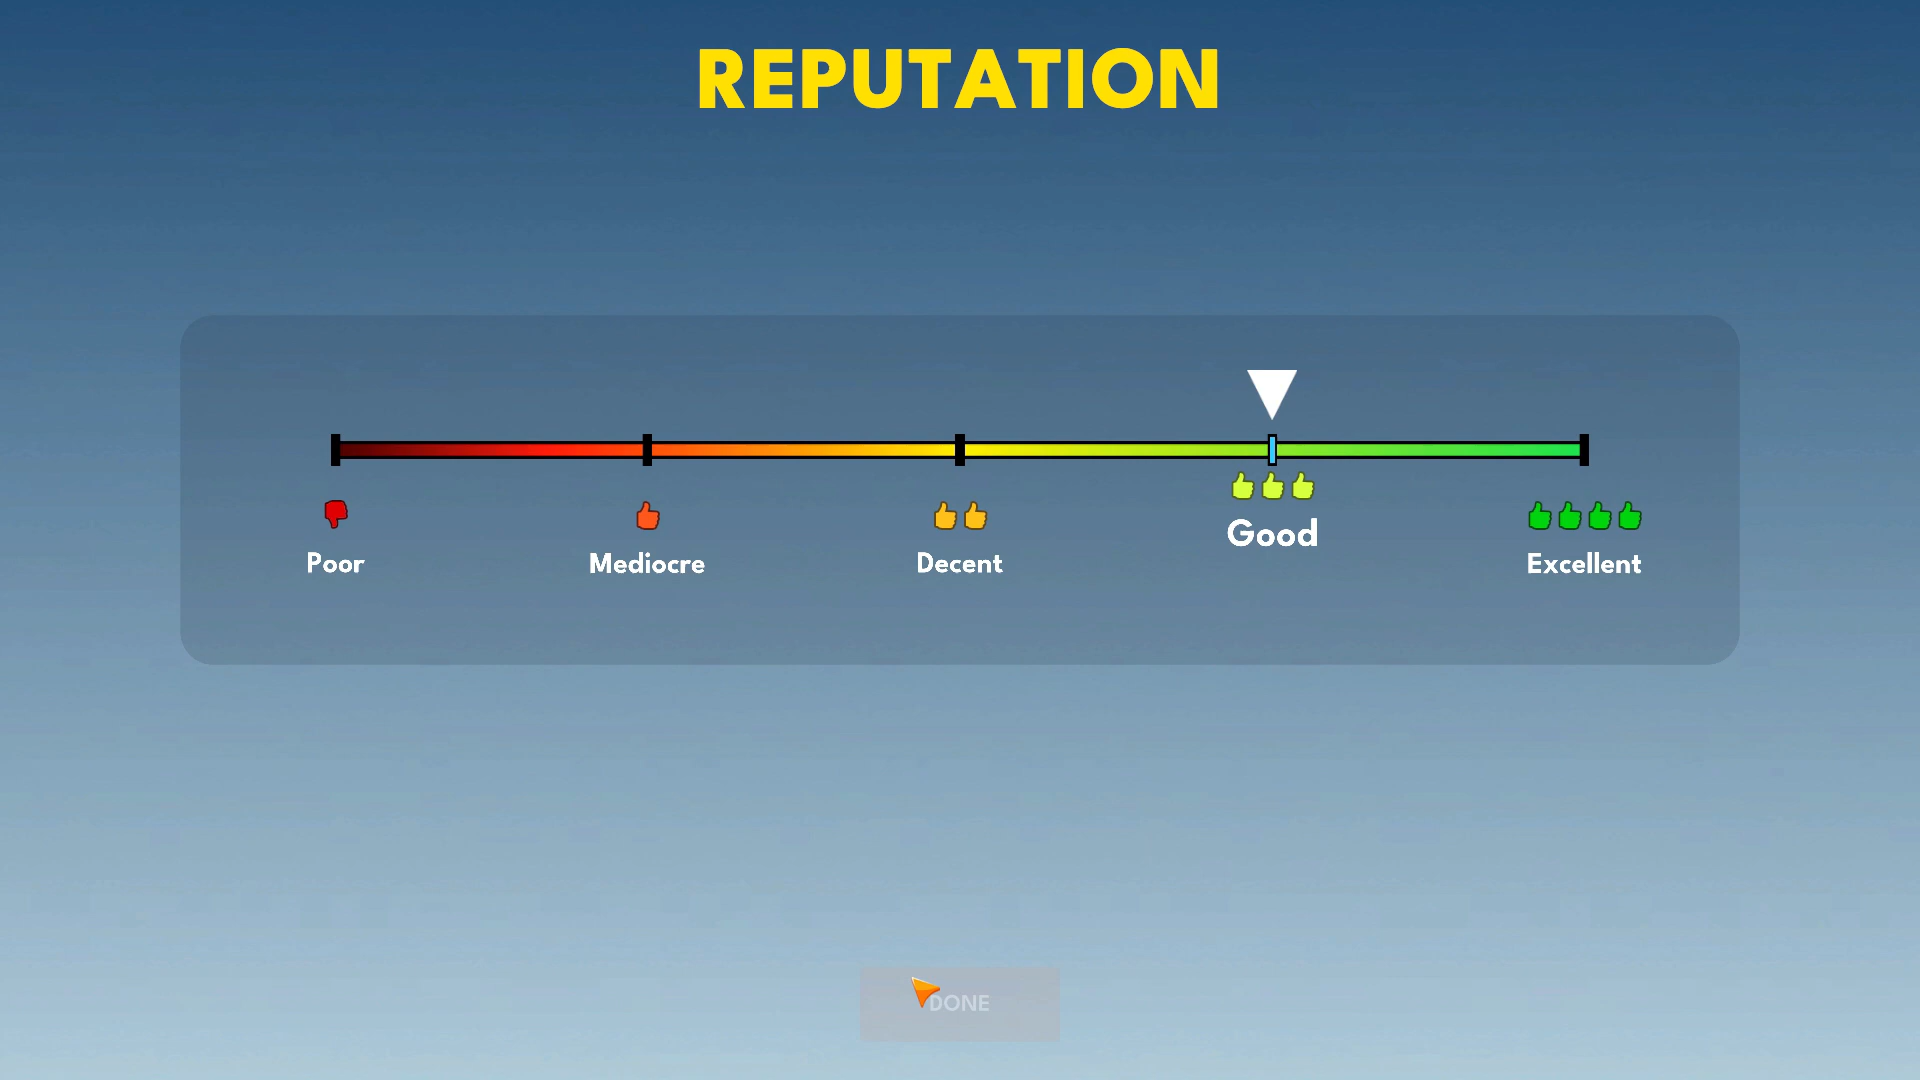 REPUTATION
Poor
Mediocre
Decent
Good
Excellent
DONE